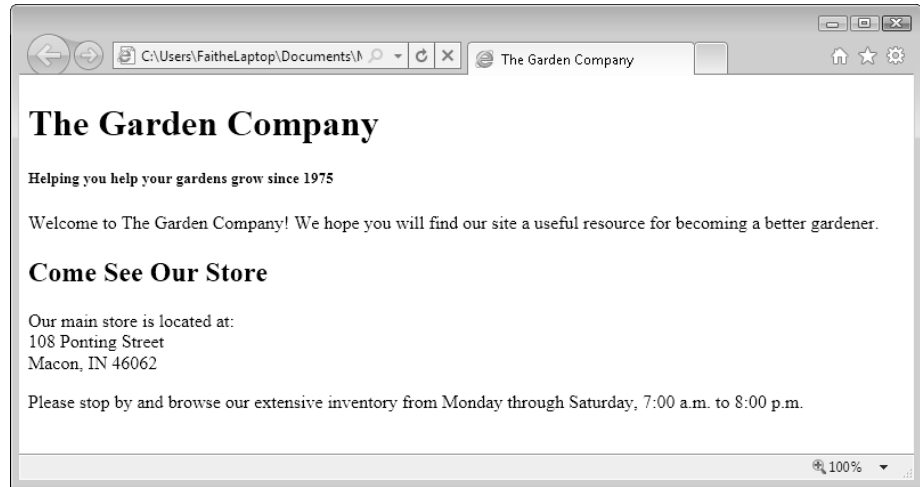 C:\Users\FaitheLaptop\Documents\
The Garden Company
The Garden Company
Helping you help your gardens grow since 1975
Welcome to The Garden Company! We hope you will find our site a useful resource for becoming a better gardener.
Come See Our Store
Our main store is located at:
108 Ponting Street
Macon, IN 46062
Please stop by and browse our extensive inventory from Monday through Saturday, 7:00 a.m. to 8:00 p.m.
100%